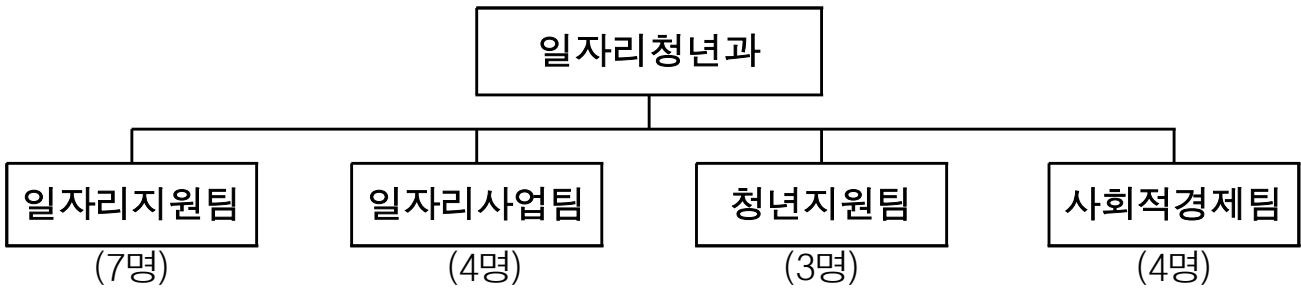 일자리청년과
일자리지원팀 일자리사업팀 청년지원팀 사회적경제팀
(7명) (4명) (3명) (4명)